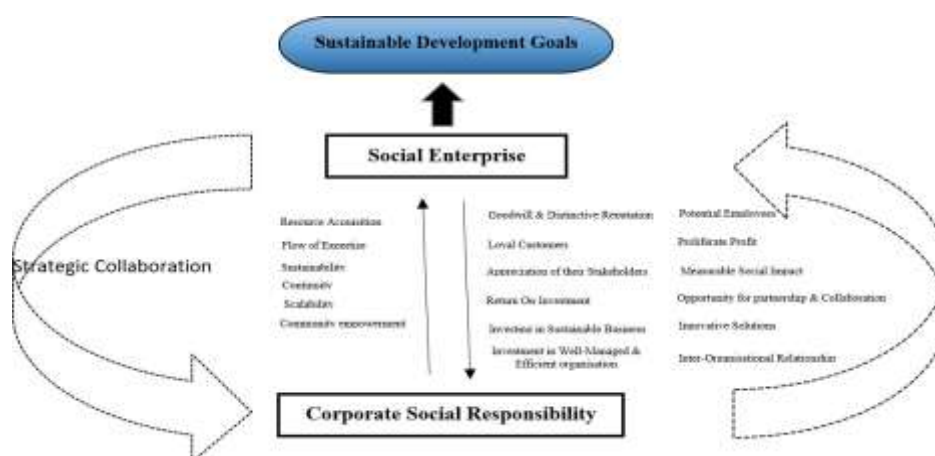 Sustainable Development Goals
Social Enterprise
Resource Acquisition
Flow of Expertise
Sustainability
Continuity
Scalability
Community empowerment
Goodwill & Distinctive Reputation
Loyal Customers
Appreciation of their Stakeholders
Return On Investment
Investors in Sustainable Business
Investment in Well-Managed &
Efficient organisation
Potential Employees
Proliferate Profit
Measurable Social Impact
Opportunity for partnership & Collaboration
Innovative Solutions
Inter-Organisational Relationship
Strategic Collaboration
Corporate Social Responsibility